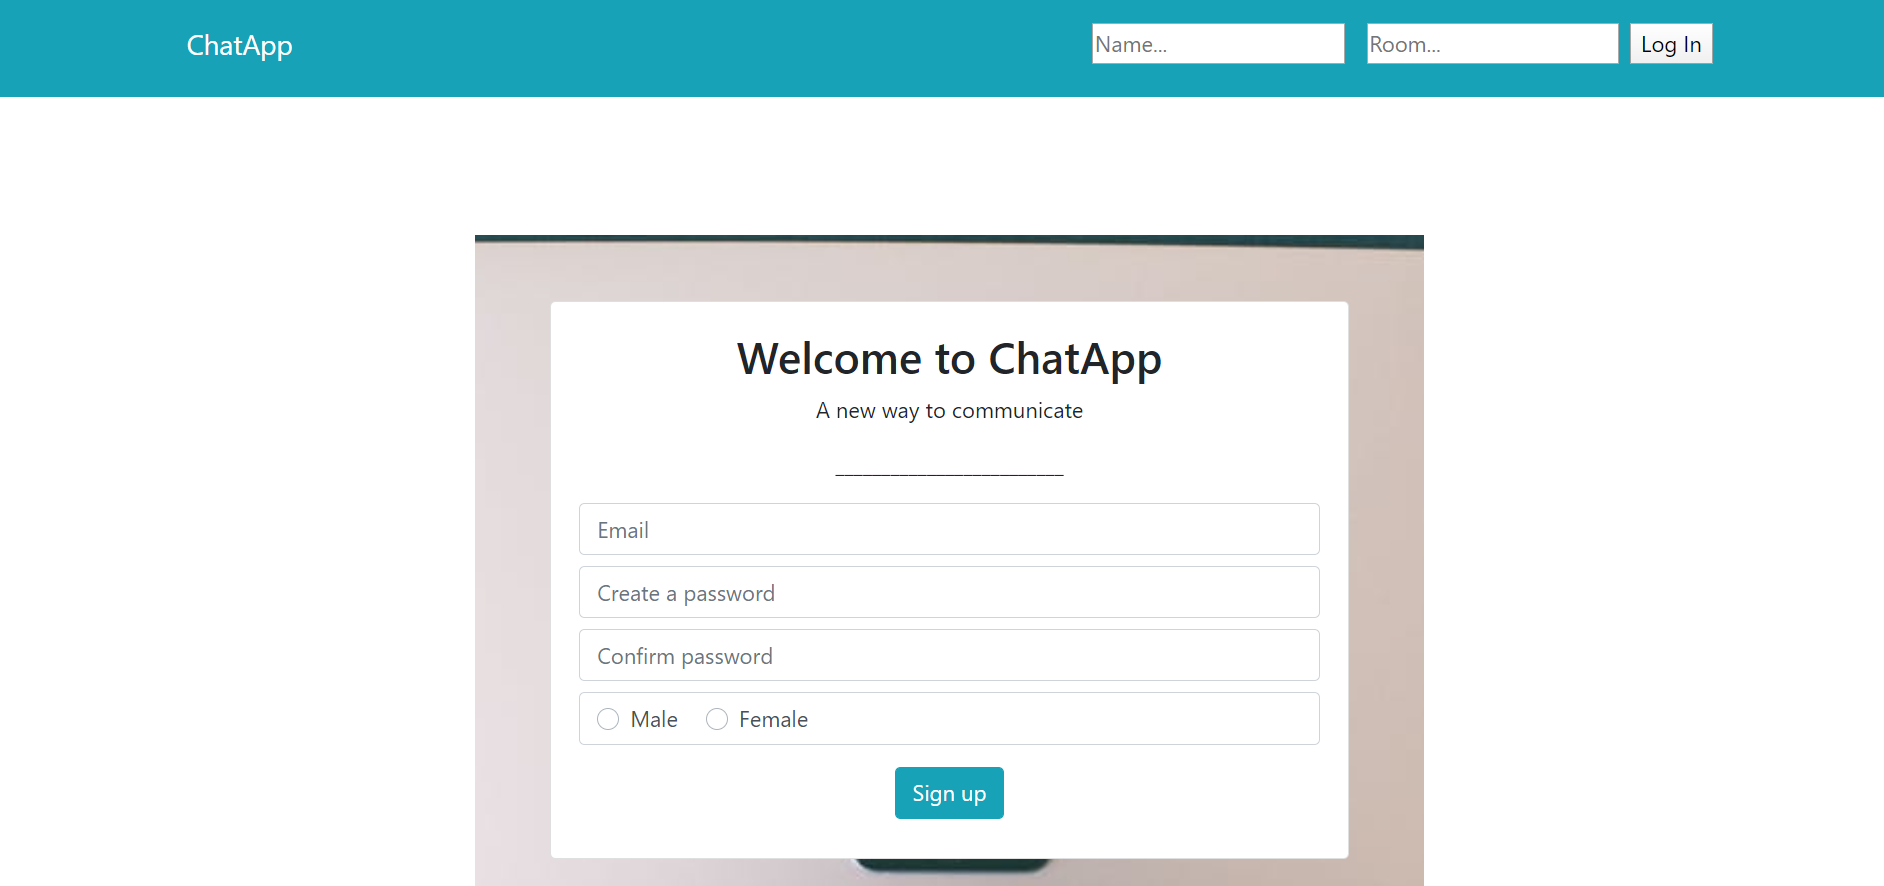 ChatApp Name... Room... Log In
Welcome to ChatApp
A new way to communicate
Email
Create a password
Confirm password
Male Female
Sign up